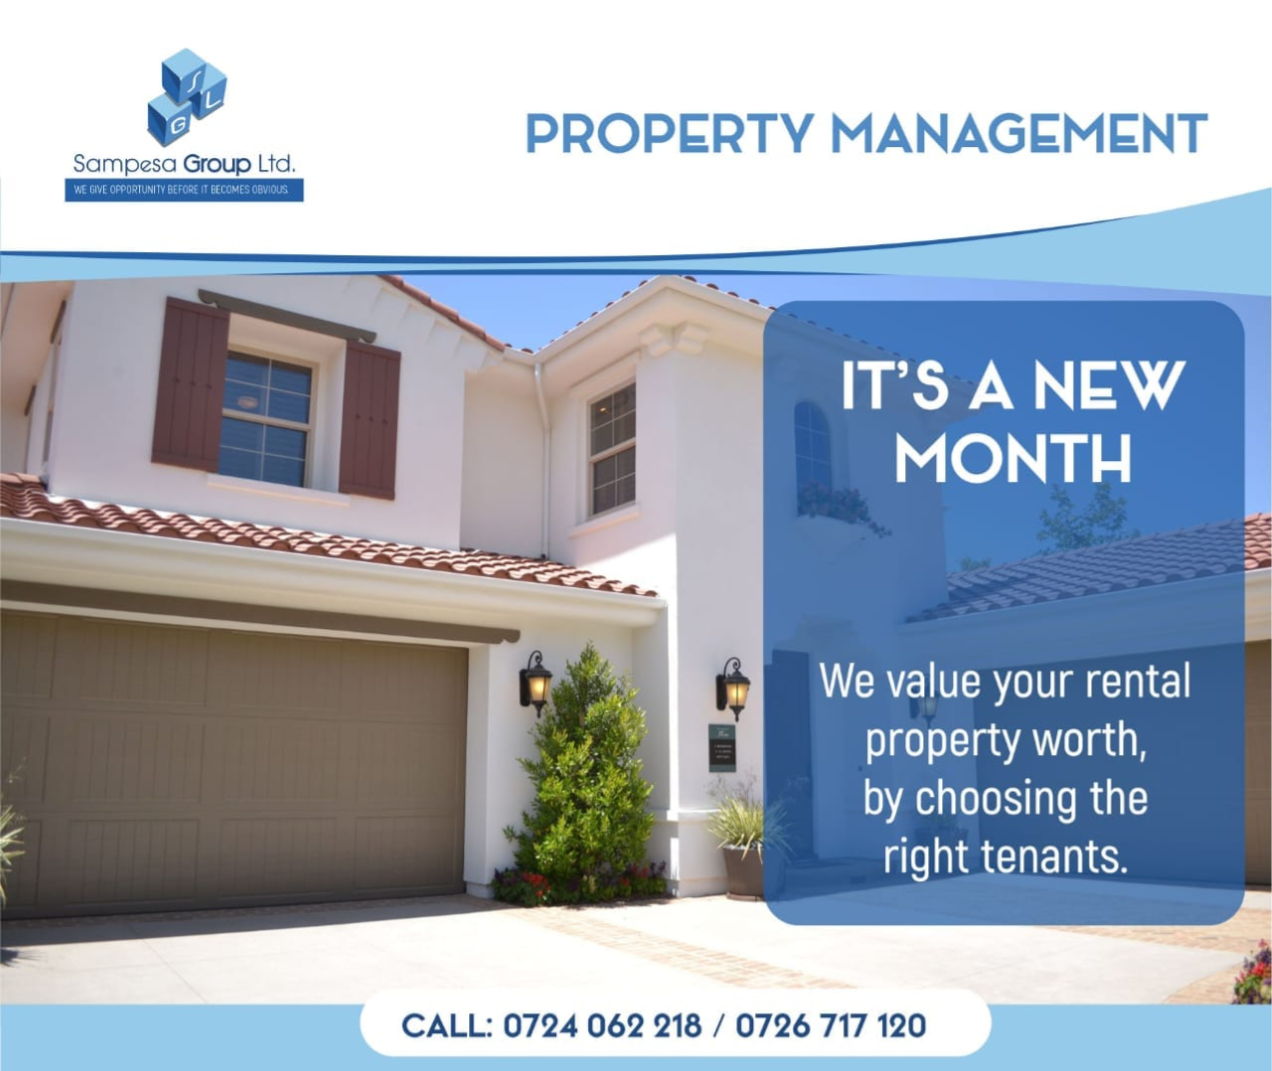 S
L
G
Sampesa Group Ltd.
WE GIVE OPPORTUNITY BEFORE IT BECOMES OBVIOUS.
PROPERTY MANAGEMENT
IT'S A NEW
MONTH
We value your rental
property worth,
by choosing the
right tenants.
CALL: 0724 062 218 / 0726 717 120